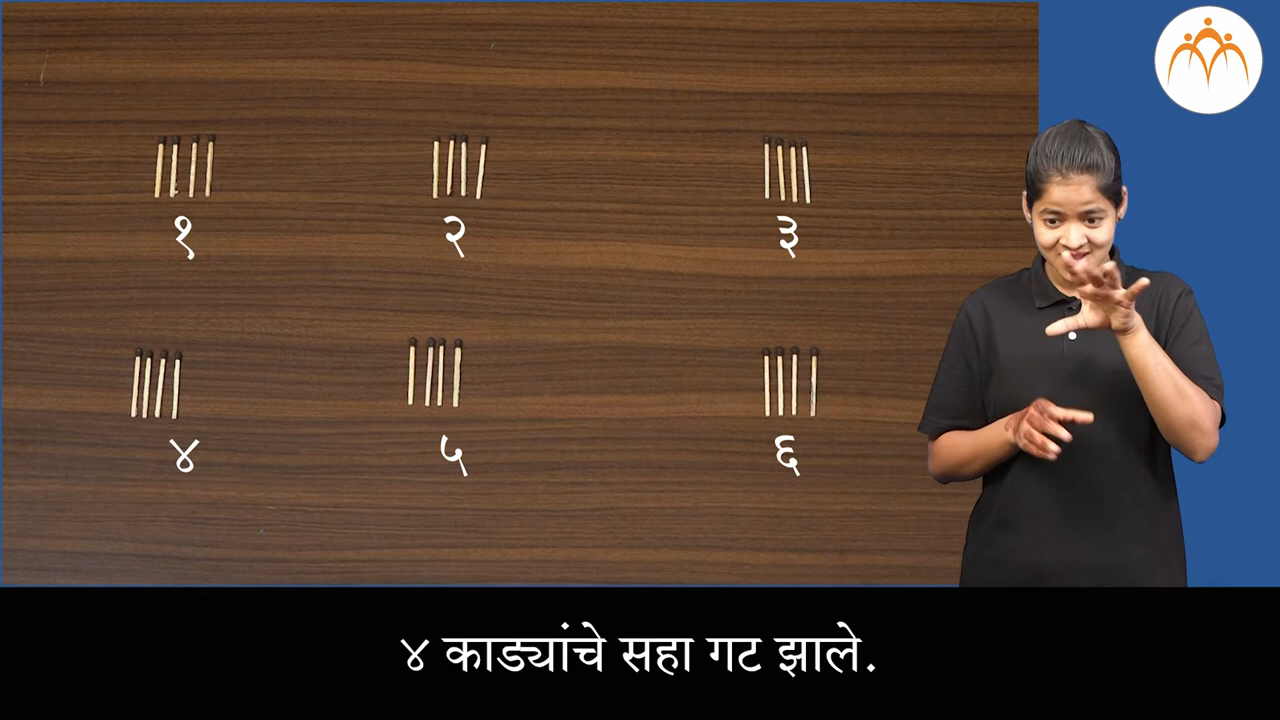 १ २ ३
४ ५ ६
४ काड्यांचे सहा गट झाले.